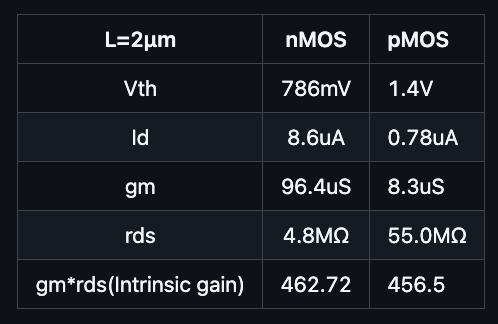 L=2μm nMOS pMOS
Vth 786mV 1.4V
Id 8.6uA 0.78uA
gm 96.4uS 8.3uS
rds 4.8MΩ 55.0MΩ
gm*rds(Intrinsic gain) 462.72 456.5